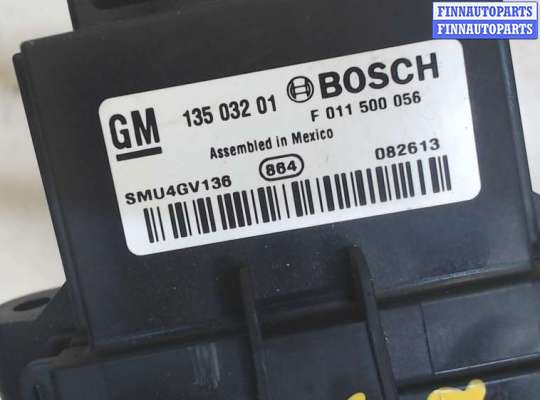 FINNAUTOPARTS
FINNAUTOPARTS
GM 135 032 01 BOSCH
F 011 500 056
Assembled in Mexico
SMU4GV136 864 082613